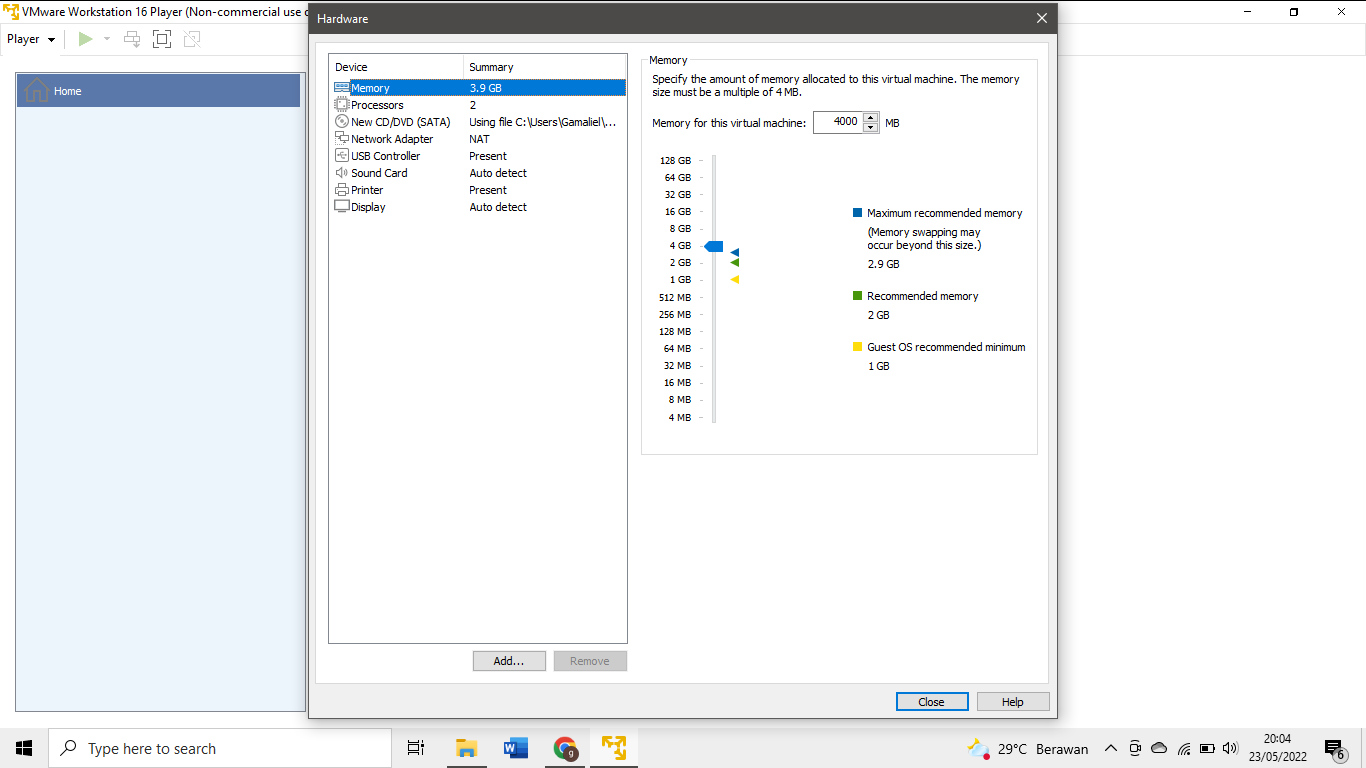 VMware Workstation 16 Player (Non-commercial use o
Hardware
Player
Home
Device Summary
Memory 3.9 GB
Processors 2
New CD/DVD (SATA) Using file C:\Users\Gamaliel\...
Network Adapter NAT
USB Controller Present
Sound Card Auto detect
Printer Present
Display Auto detect
Add...
Remove
Memory
Specify the amount of memory allocated to this virtual machine. The memory
size must be a multiple of 4 MB.
Memory for this virtual machine: 4000 MB
128 GB
64 GB
32 GB
16 GB
8 GB
4 GB
2 GB
1 GB
512 MB
256 MB
128 MB
64 MB
32 MB
16 MB
8 MB
4 MB
Maximum recommended memory
(Memory swapping may
occur beyond this size.)
2.9 GB
Recommended memory
2 GB
Guest OS recommended minimum
1 GB
Close
Help
Type here to search
W
g
29°C Berawan
20:04
23/05/2022
6